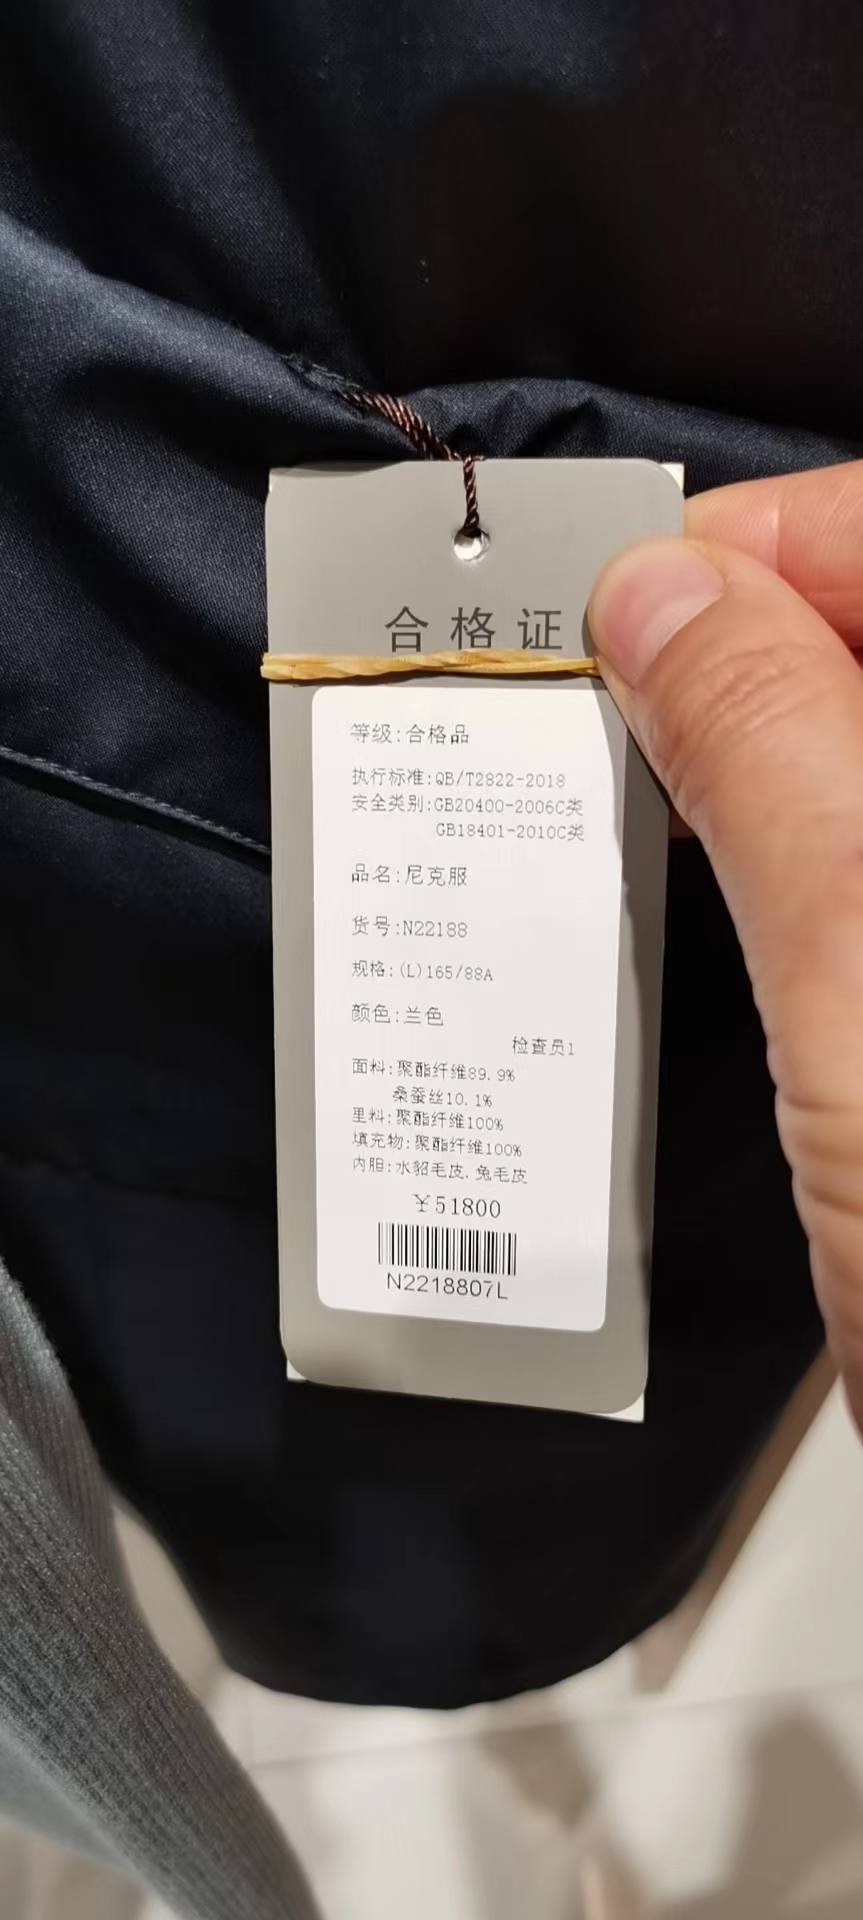 合格证
等级:合格品
执行标准:QB/T2822-2018
安全类别:GB20400-2006C类
GB18401-2010C类
品名:尼克服
货号:N22188
规格:(L)165/88A
颜色:兰色
检查员1
面料:聚酯纤维89.9%
桑蚕丝10.1%
里料:聚酯纤维100%
填充物:聚酯纤维100%
内胆:水貂毛皮.兔毛皮
¥51800
N2218807L